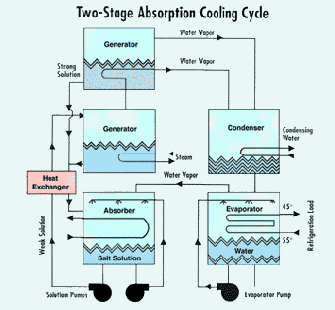 Two-Stage Absorption Cooling Cycle
Water Vapor
Generator
Strong
Solution
Water Vapor
Generator
Steam
Condenser
Condensing
Water
Heat
Exchanger
Water Vapor
Absorber
Weak Solution
Salt Solution
Evaporator
45°
55°
Refrigeration Load
Water
Solution Pumps
Evaporator Pump